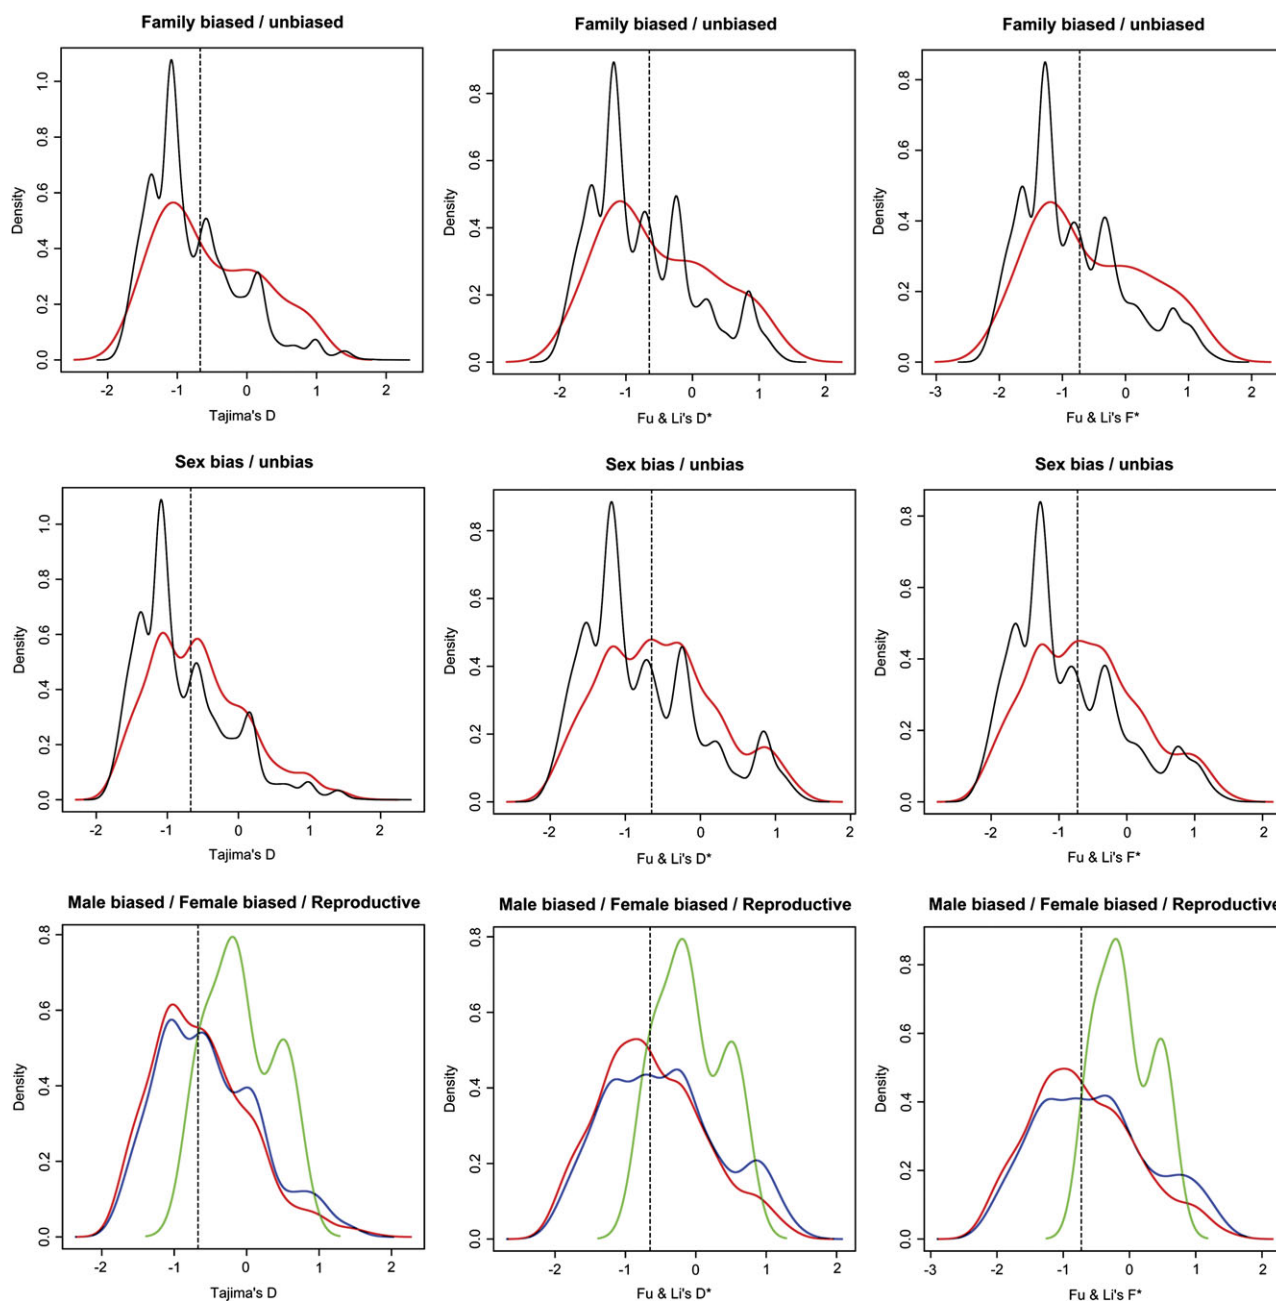 Family biased / unbiased
Density
0.0 0.2 0.4 0.6 0.8 1.0
-2 -1 0 1 2
Tajima's D
Family biased / unbiased
Density
0.0 0.2 0.4 0.6 0.8
-2 -1 0 1 2
Fu & Li's D*
Family biased / unbiased
Density
0.0 0.2 0.4 0.6 0.8
-3 -2 -1 0 1 2
Fu & Li's F*
Sex bias / unbias
Density
0.0 0.2 0.4 0.6 0.8 1.0
-2 -1 0 1 2
Tajima's D
Sex bias / unbias
Density
0.0 0.2 0.4 0.6 0.8
-2 -1 0 1 2
Fu & Li's D*
Sex bias / unbias
Density
0.0 0.2 0.4 0.6 0.8
-2 -1 0 1 2
Fu & Li's F*
Male biased / Female biased / Reproductive
Density
0.0 0.2 0.4 0.6 0.8
-2 -1 0 1 2
Tajima's D
Male biased / Female biased / Reproductive
Density
0.0 0.2 0.4 0.6 0.8
-2 -1 0 1 2
Fu & Li's D*
Male biased / Female biased / Reproductive
Density
0.0 0.2 0.4 0.6 0.8
-3 -2 -1 0 1 2
Fu & Li's F*